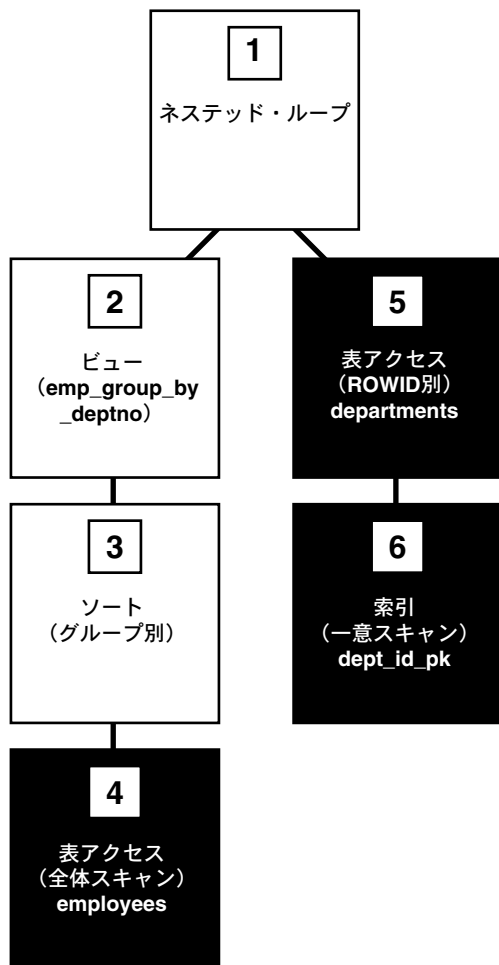 1
ネステッド・ループ
2
ビュー
(emp_group_by
_deptno)
5
表アクセス
(ROWID別)
departments
3
ソート
(グループ別)
6
索引
(一意スキャン)
dept_id_pk
4
表アクセス
(全体スキャン)
employees